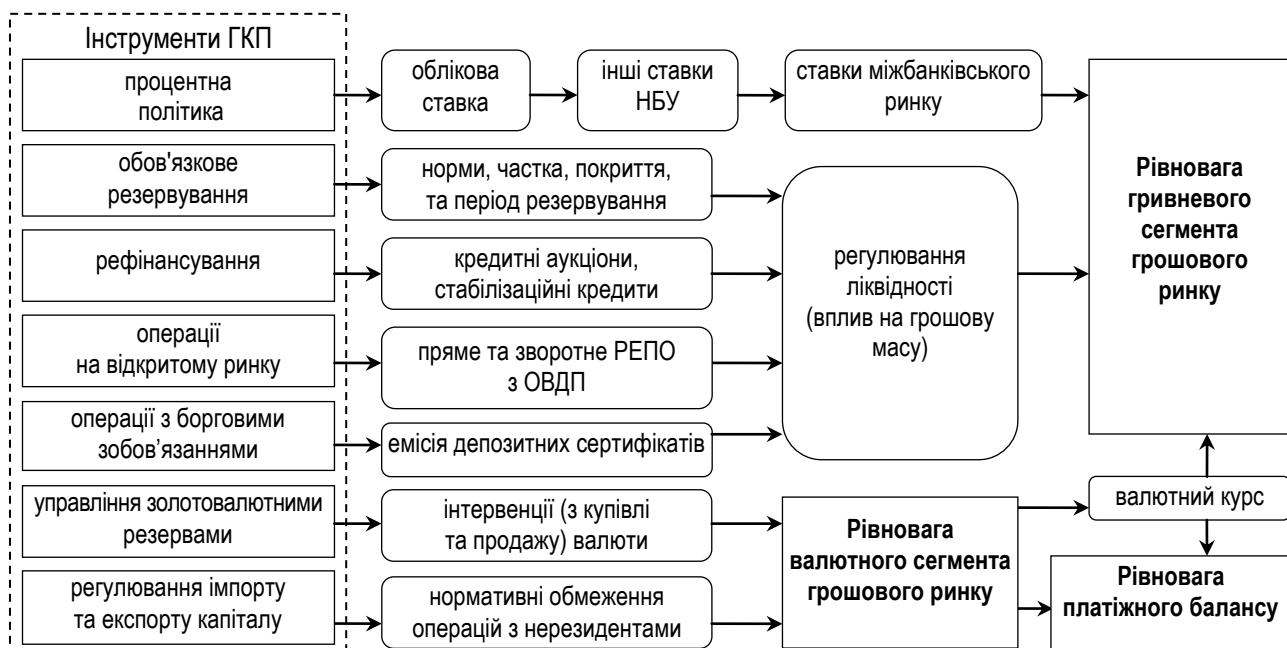 Інструменти ГКП
процентна
політика
облікова
ставка
інші ставки
НБУ
ставки міжбанківського
ринку
обов'язкове
резервування
норми, частка, покриття,
та період резервування
рефінансування
кредитні аукціони,
стабілізаційні кредити
операції
на відкритого ринку
пряме та зворотне РЕПО
з ОВДП
операції з борговими
зобов’язаннями
емісія депозитних сертифікатів
регулювання
ліквідності
(вплив на грошову
масу)
Рівновага
гривневого
сегмента
грошового
ринку
управління золотовалютними
резервами
інтервенції (з купівлі
та продажу) валюти
регулювання імпорту
та експорту капіталу
нормативні обмеження
операцій з нерезидентами
Рівновага
валютного сегмента
грошового ринку
валютний курс
Рівновага
платіжного балансу